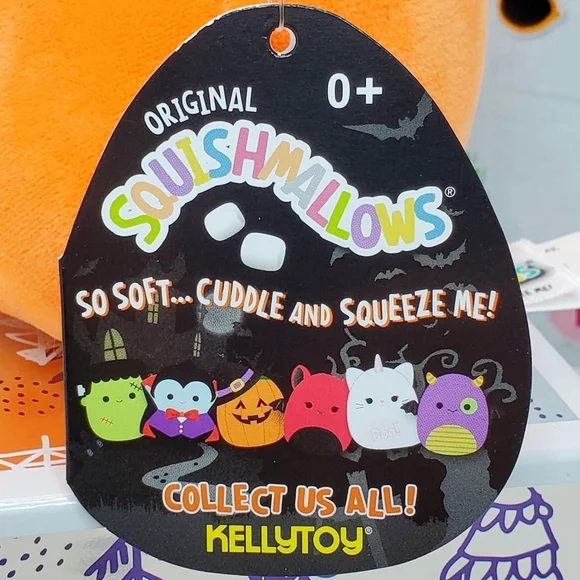 ORIGINAL
0+
SQUISHMALLOWS®
SO SOFT... CUDDLE AND SQUEEZE ME!
BOO!
COLLECT US ALL!
KELLYTOY®